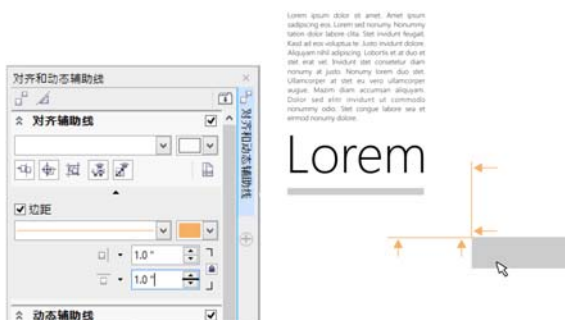 Lorem ipsum dolor sit amet. Amet ipsum
sadipscing eos. Lorem sed nonumy. Nonummy
tation dolor labore clita. Stet invidunt feugait.
Kasd ad eos voluptua te. Justo invidunt dolore.
Aliquyam nihil adipiscing. Lobortis et at duo et
stet erat vel. Invidunt stet consetetur diam
nonumy at justo. Nonumy lorem duo stet.
Ullamcorper at stet eu vero ullamcorper
augue. Mazim diam accumsan aliquyam.
Dolor sed elitr invidunt ut commodo
nonummy odio. Stet congue labore sea et
eirmod nonumy dolore.
Lorem
对齐和动态辅助线
对齐辅助线
边距
1.0 "
1.0 "
动态辅助线
对齐和动态辅助线